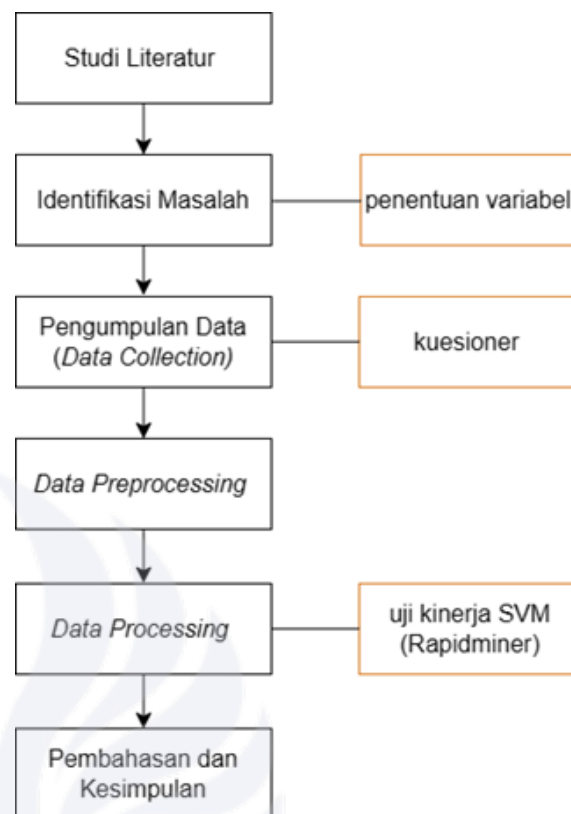 Studi Literatur
Identifikasi Masalah
penentuan variabel
Pengumpulan Data
(Data Collection)
kuesioner
Data Preprocessing
Data Processing
uji kinerja SVM
(Rapidminer)
Pembahasan dan
Kesimpulan